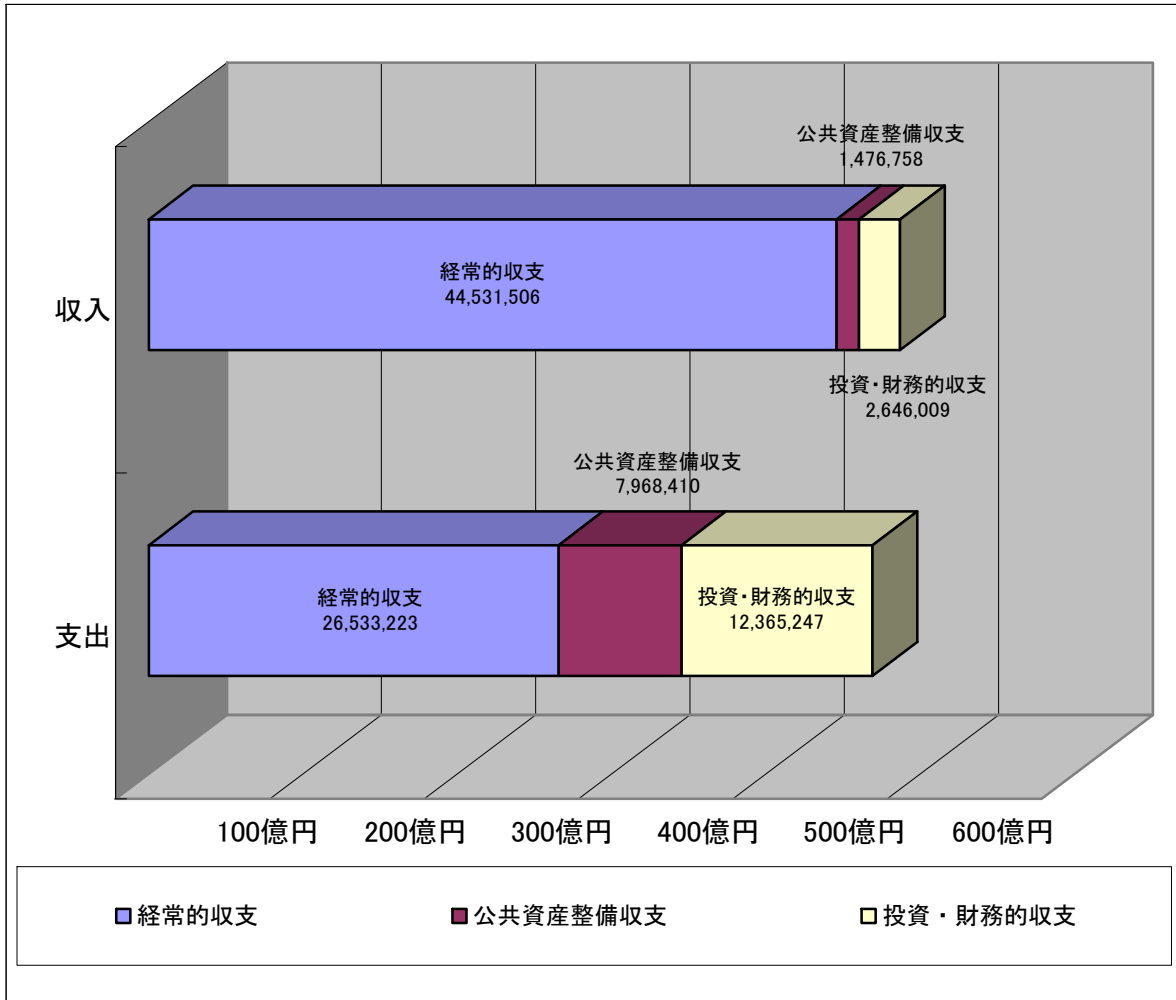 公共資産整備収支
1,476,758
経常的収支
44,531,506
収入
投資・財務的収支
2,646,009
公共資産整備収支
7,968,410
経常的収支
26,533,223
投資・財務的収支
12,365,247
支出
100億円 200億円 300億円 400億円 500億円 600億円
経常的収支 公共資産整備収支 投資・財務的収支